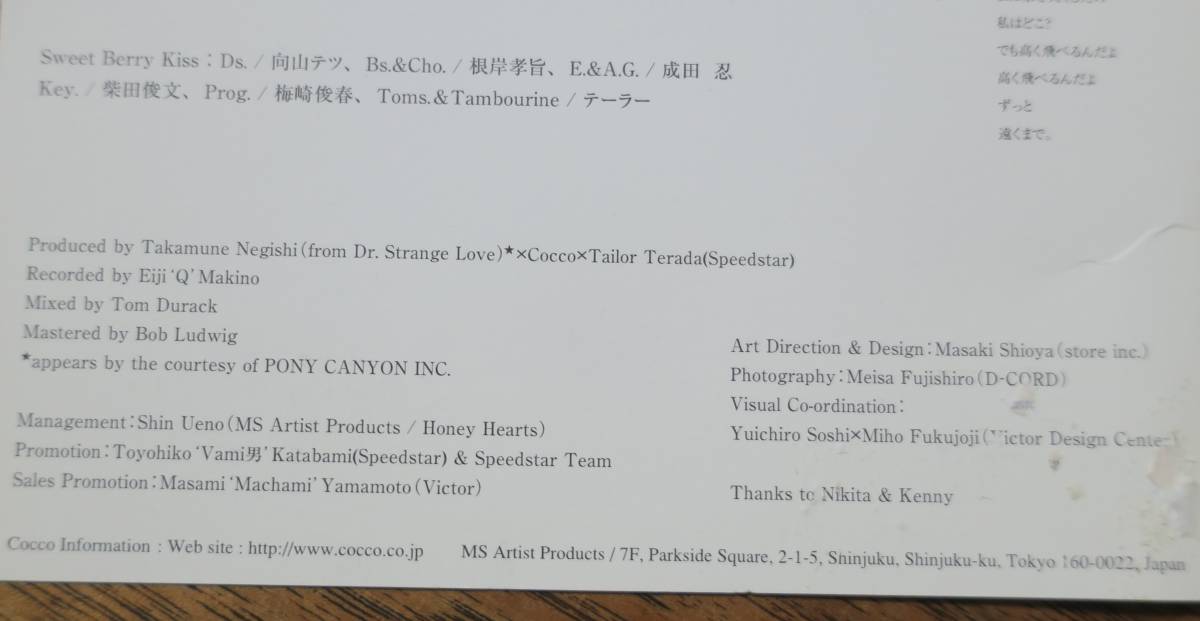 Sweet Berry Kiss : Ds. / 向山テツ、Bs.&Cho. / 根岸孝旨、E.&A.G. / 成田 忍
Key. / 柴田俊文、Prog. / 梅崎俊春、Toms.&Tambourine / テーラー
私はどこ?
でも高く飛べるんだよ
高く飛べるんだよ
ずっと
遠くまで。
Produced by Takamune Negishi(from Dr. Strange Love)★×Cocco×Tailor Terada(Speedstar)
Recorded by Eiji 'Q' Makino
Mixed by Tom Durack
Mastered by Bob Ludwig
★appears by the courtesy of PONY CANYON INC.
Management:Shin Ueno(MS Artist Products / Honey Hearts)
Promotion:Toyohiko 'Vami男' Katabami(Speedstar) & Speedstar Team
Sales Promotion:Masami 'Machami' Yamamoto(Victor)
Art Direction & Design:Masaki Shioya(store inc.)
Photography:Meisa Fujishiro(D-CORD)
Visual Co-ordination:
Yuichiro Soshi×Miho Fukujoji(Victor Design Center)
Thanks to Nikita & Kenny
Cocco Information : Web site : http://www.cocco.co.jp MS Artist Products / 7F, Parkside Square, 2-1-5, Shinjuku, Shinjuku-ku, Tokyo 160-0022, Japan